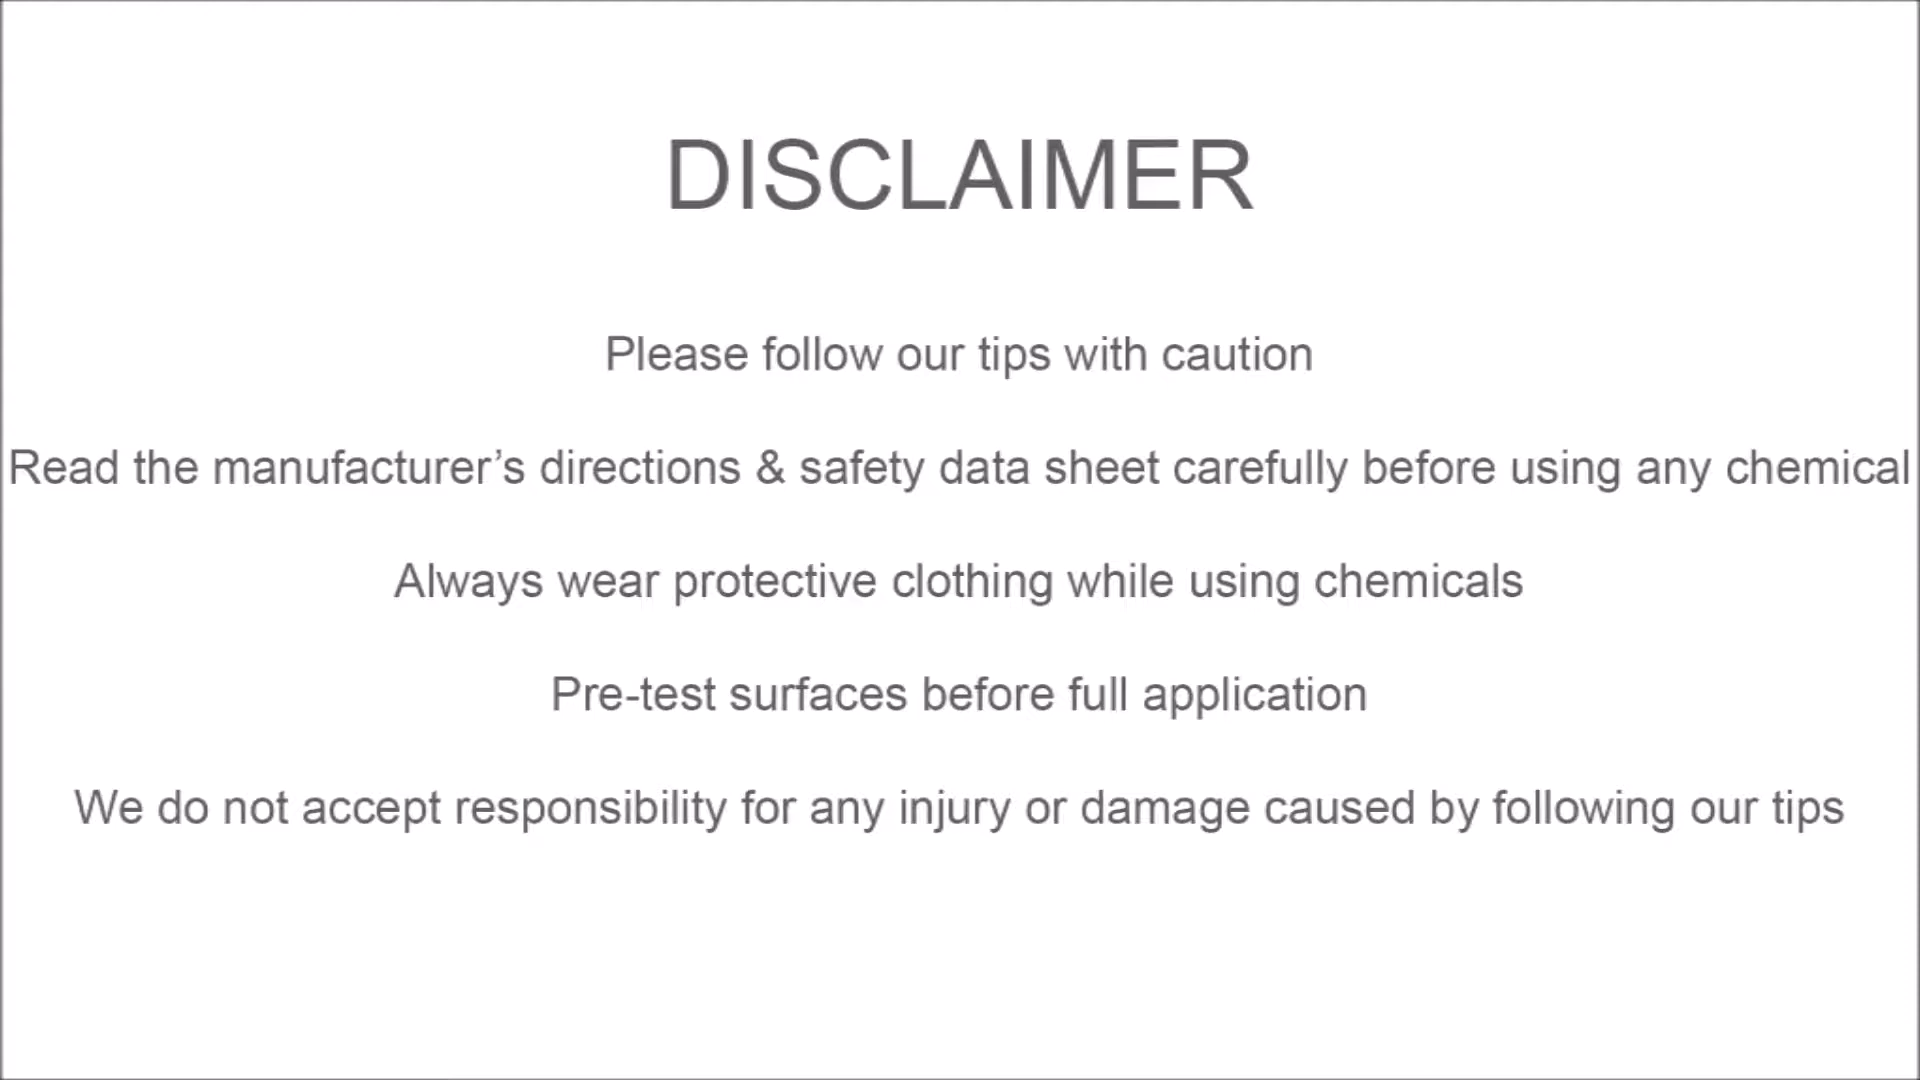 DISCLAIMER
Please follow our tips with caution
Read the manufacturer’s directions & safety data sheet carefully before using any chemical
Always wear protective clothing while using chemicals
Pre-test surfaces before full application
We do not accept responsibility for any injury or damage caused by following our tips